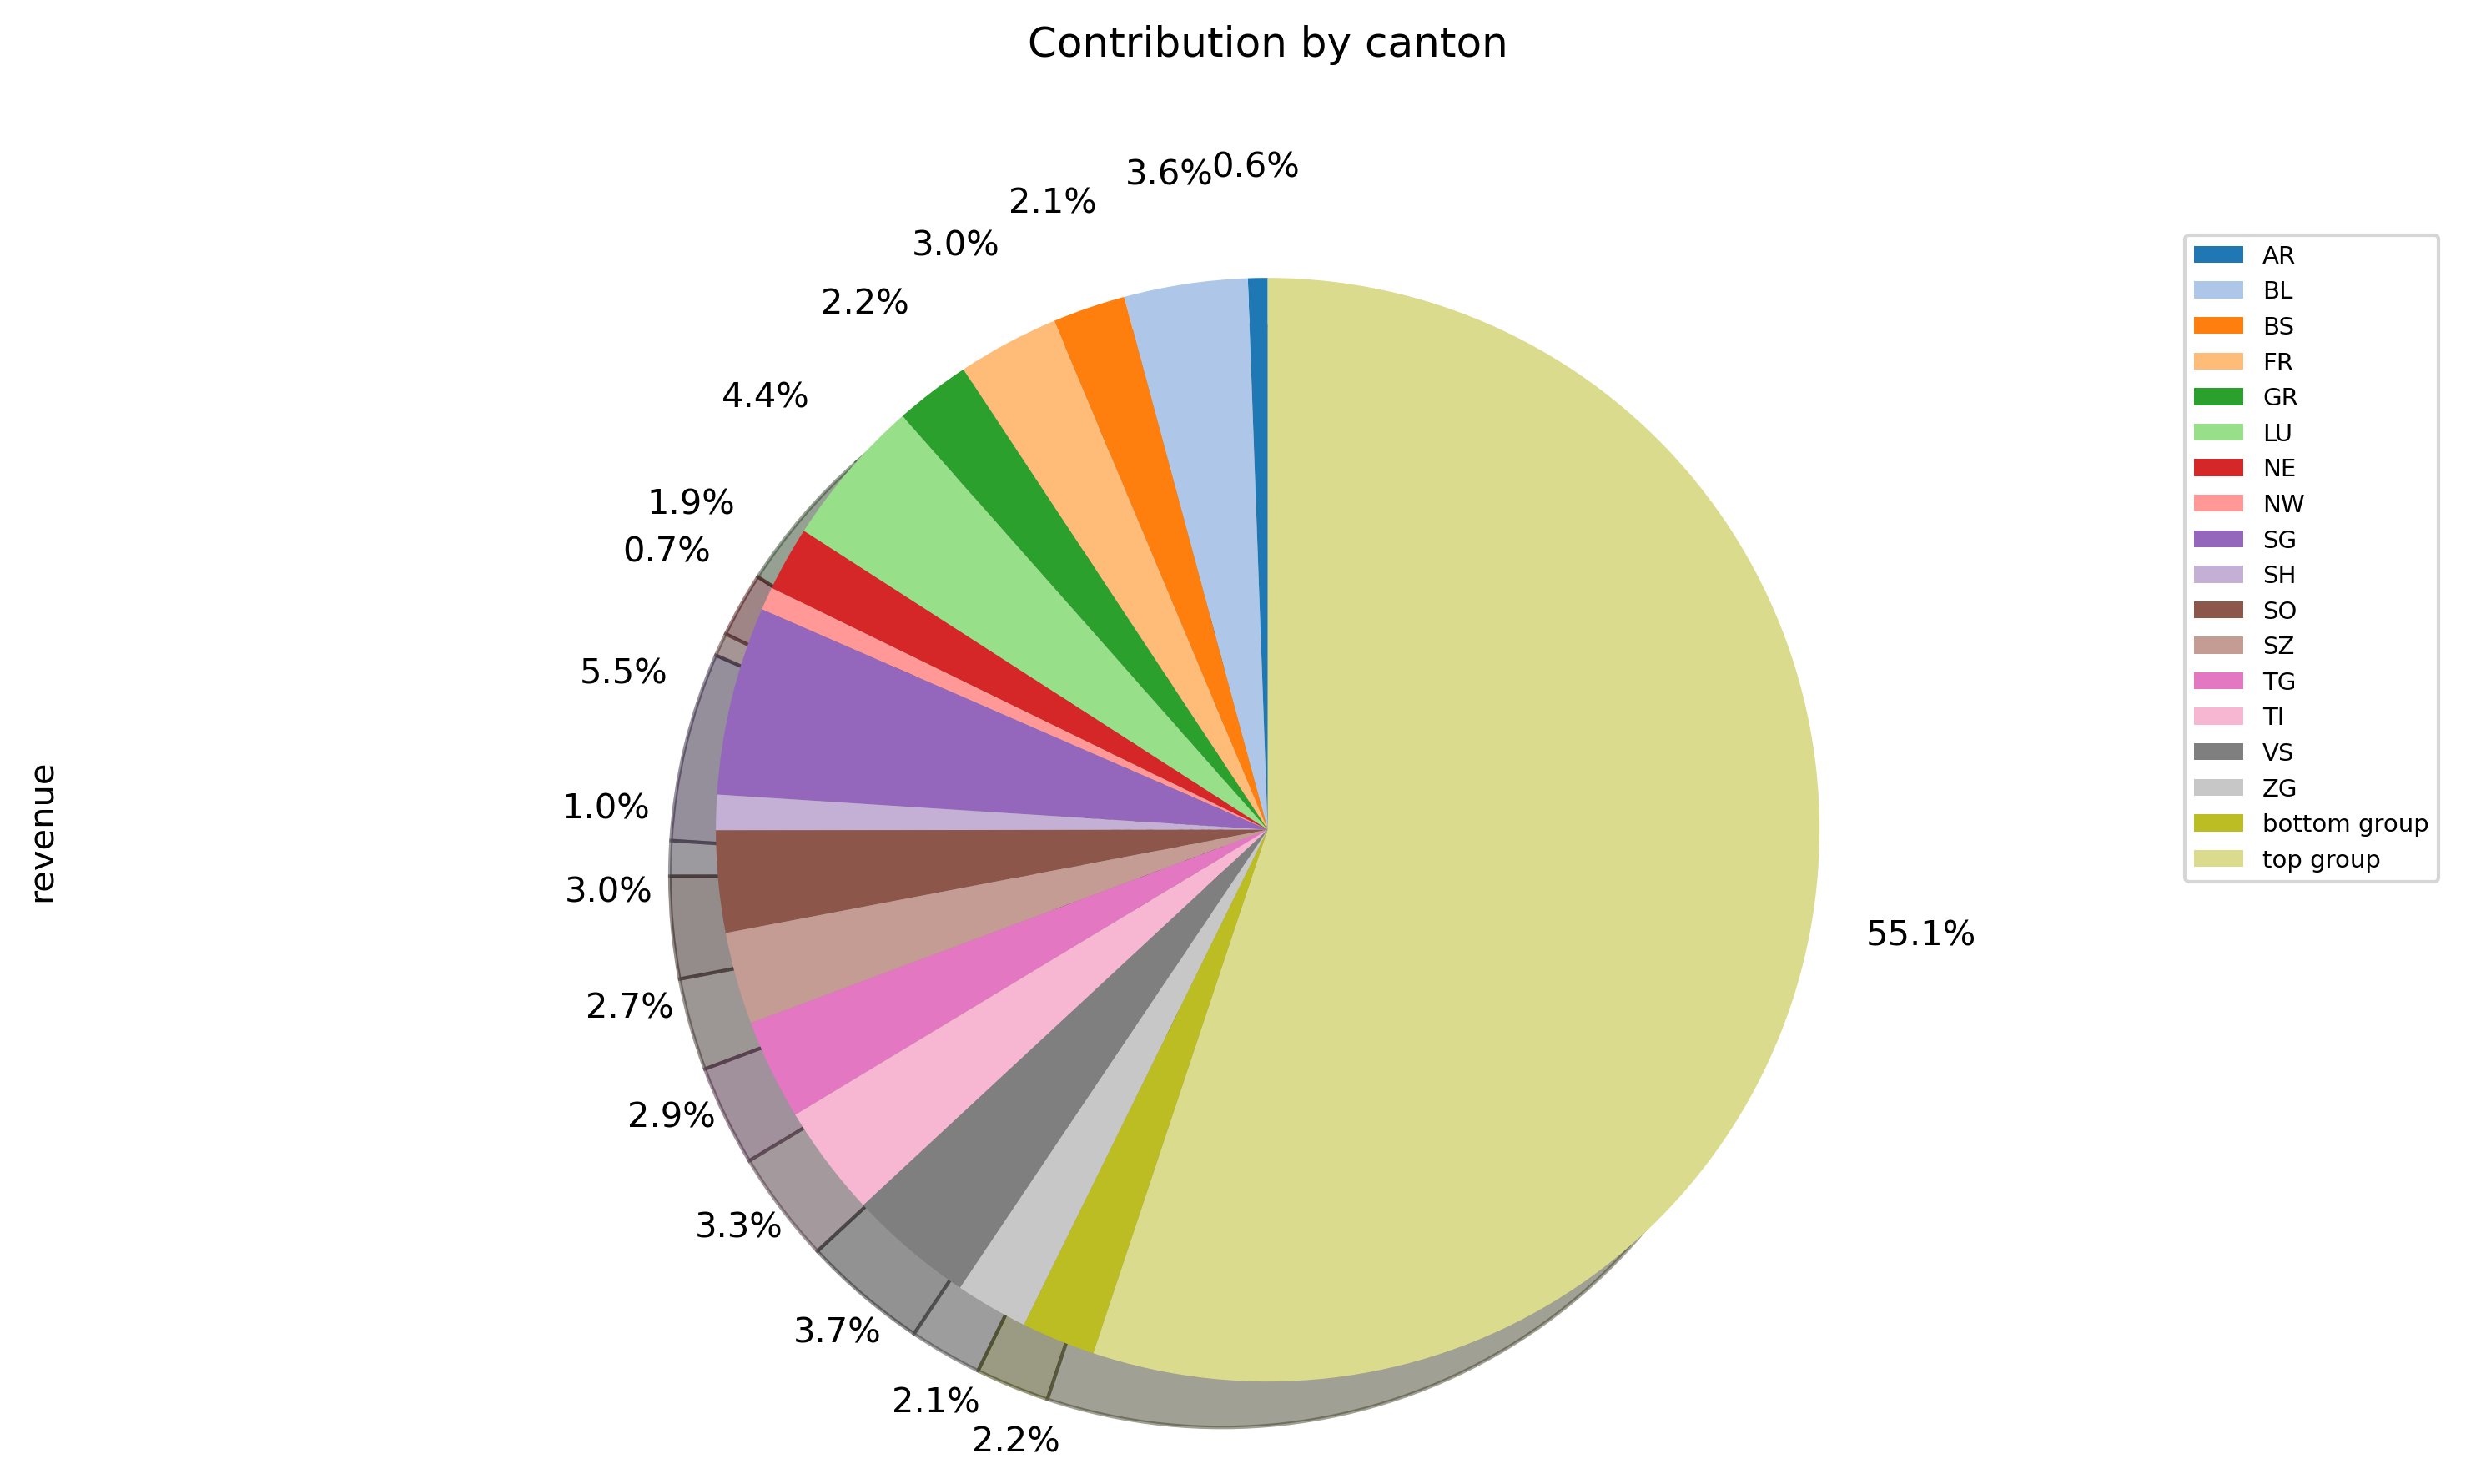 Contribution by canton
3.6%
0.6%
2.1%
3.0%
2.2%
4.4%
1.9%
0.7%
5.5%
1.0%
3.0%
2.7%
2.9%
3.3%
3.7%
2.1%
2.2%
55.1%
revenue
AR
BL
BS
FR
GR
LU
NE
NW
SG
SH
SO
SZ
TG
TI
VS
ZG
bottom group
top group